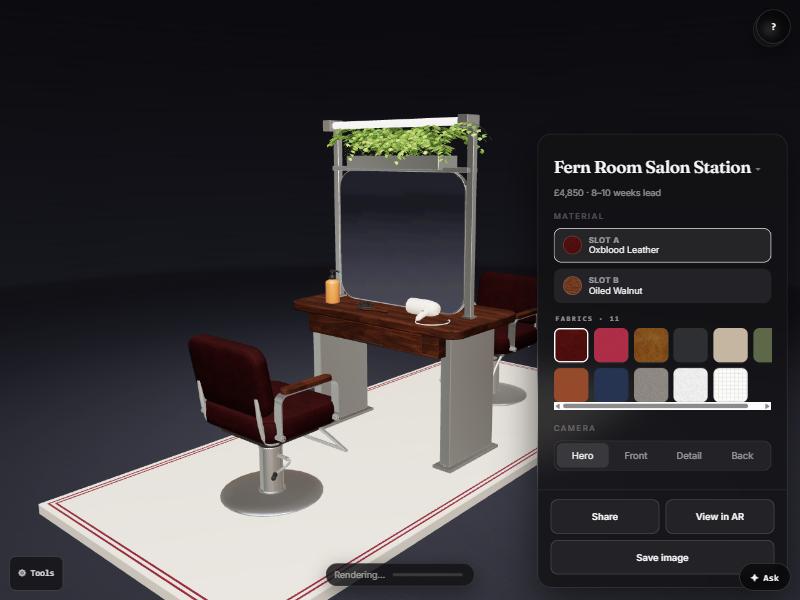 ?
Fern Room Salon Station
£4,850 · 8–10 weeks lead
MATERIAL
SLOT A
Oxblood Leather
SLOT B
Oiled Walnut
FABRICS · 11
CAMERA
Hero Front Detail Back
Share View in AR
Save image
Rendering...
Tools
Ask